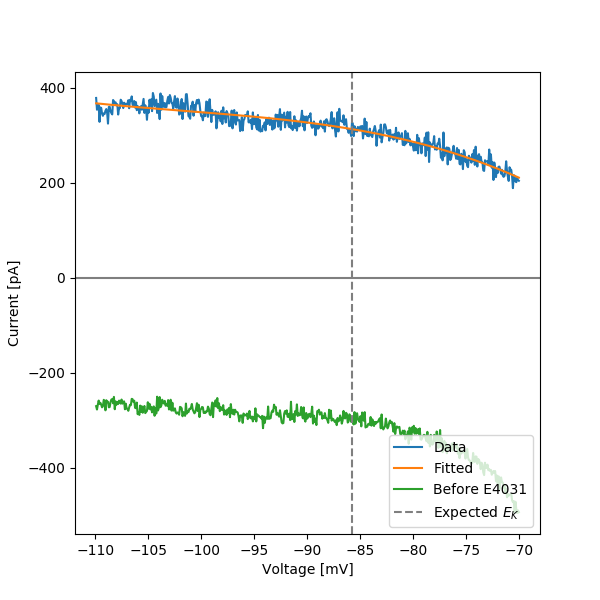 400
200
0
−200
−400
Current [pA]
−110 −105 −100 −95 −90 −85 −80 −75 −70
Voltage [mV]
Data
Fitted
Before E4031
Expected E_K